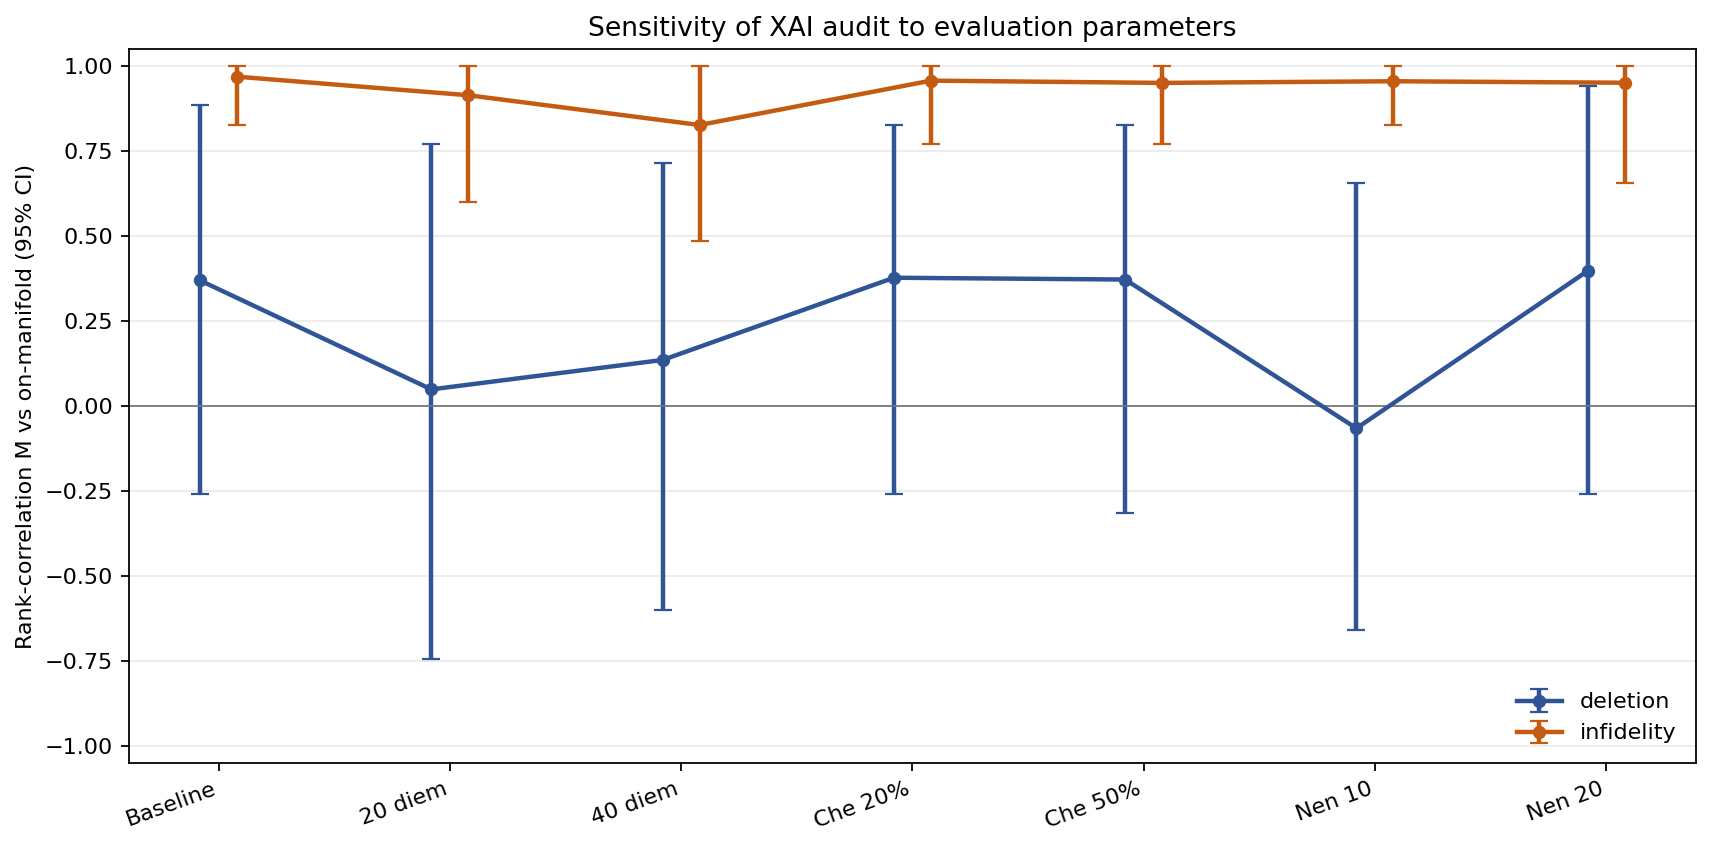 Sensitivity of XAI audit to evaluation parameters
Rank-correlation M vs on-manifold (95% CI)
1.00
0.75
0.50
0.25
0.00
−0.25
−0.50
−0.75
−1.00
deletion
infidelity
Baseline
20 diem
40 diem
Che 20%
Che 50%
Nen 10
Nen 20